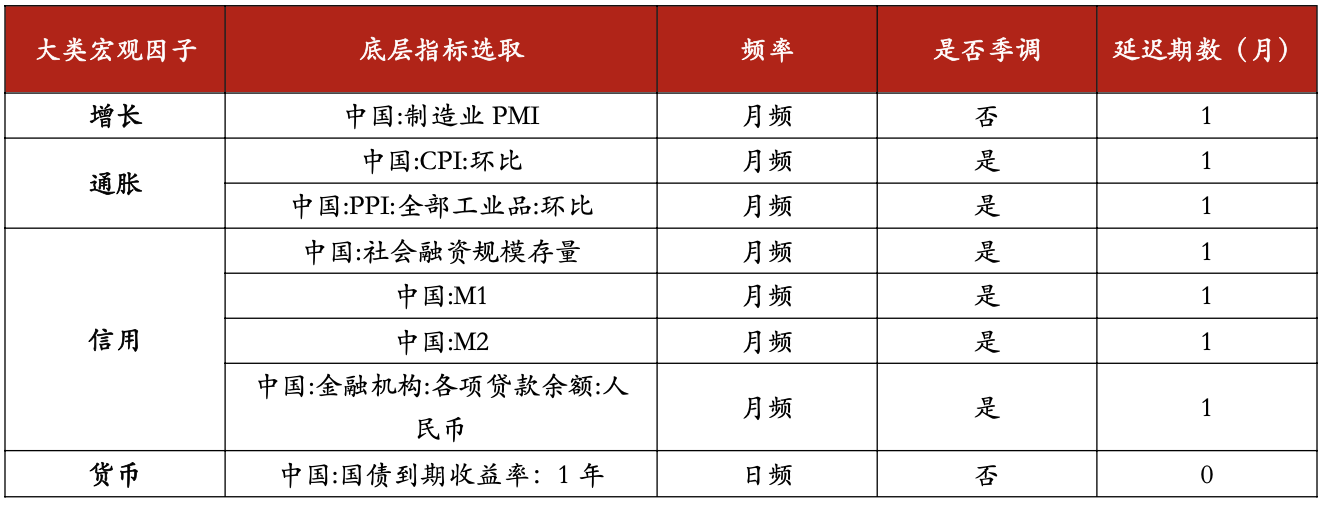 大类宏观因子 底层指标选取 频率 是否季调 延迟期数（月）
增长 中国:制造业 PMI 月频 否 1
通胀 中国:CPI:环比 月频 是 1
中国:PPI:全部工业品:环比 月频 是 1
信用 中国:社会融资规模存量 月频 是 1
中国:M1 月频 是 1
中国:M2 月频 是 1
中国:金融机构:各项贷款余额:人
民币 月频 是 1
货币 中国:国债到期收益率：1 年 日频 否 0